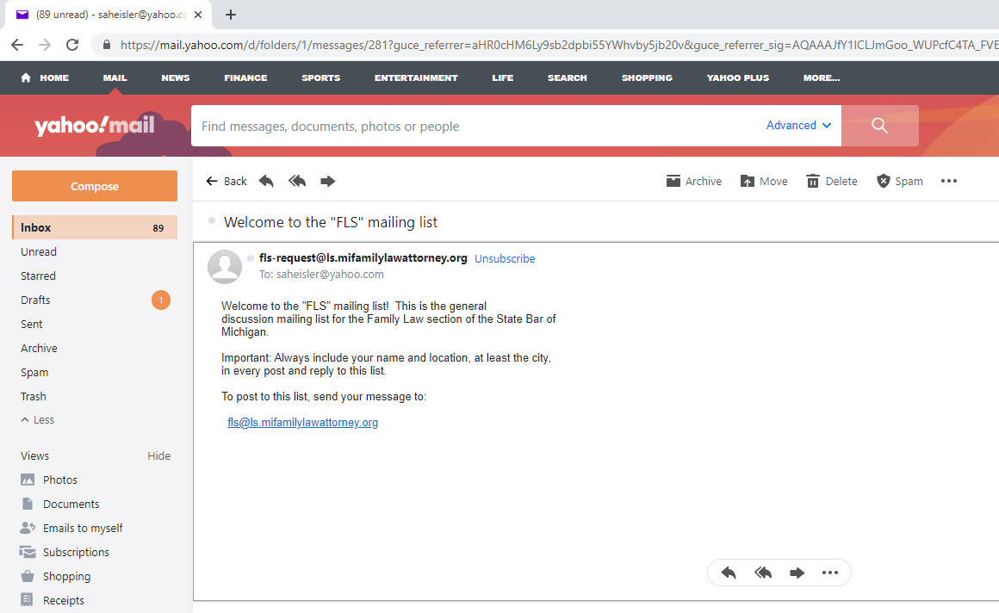 (89 unread) - saheisler@yahoo.co
https://mail.yahoo.com/d/folders/1/messages/281?guce_referrer=aHR0cHM6Ly9sb2dpbi55YWhvby5jb20v&guce_referrer_sig=AQAAAJfY1lCLJmGoo_WUPcfC4TA_FVE
HOME MAIL NEWS FINANCE SPORTS ENTERTAINMENT LIFE SEARCH SHOPPING YAHOO PLUS MORE...
yahoo!mail
Find messages, documents, photos or people
Advanced
Compose
Back
Archive Move Delete Spam
Inbox 89
Unread
Starred
Drafts 1
Sent
Archive
Spam
Trash
Less
Views Hide
Photos
Documents
Emails to myself
Subscriptions
Shopping
Receipts
Welcome to the "FLS" mailing list
fls-request@ls.mifamilylawattorney.org Unsubscribe
To: saheisler@yahoo.com
Welcome to the "FLS" mailing list!  This is the general
discussion mailing list for the Family Law section of the State Bar of
Michigan.
Important: Always include your name and location, at least the city,
in every post and reply to this list.
To post to this list, send your message to:
fls@ls.mifamilylawattorney.org